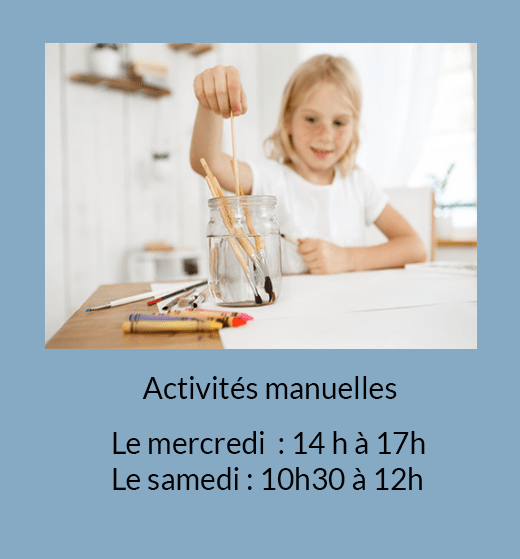 Activités manuelles
Le mercredi : 14 h à 17h
Le samedi : 10h30 à 12h